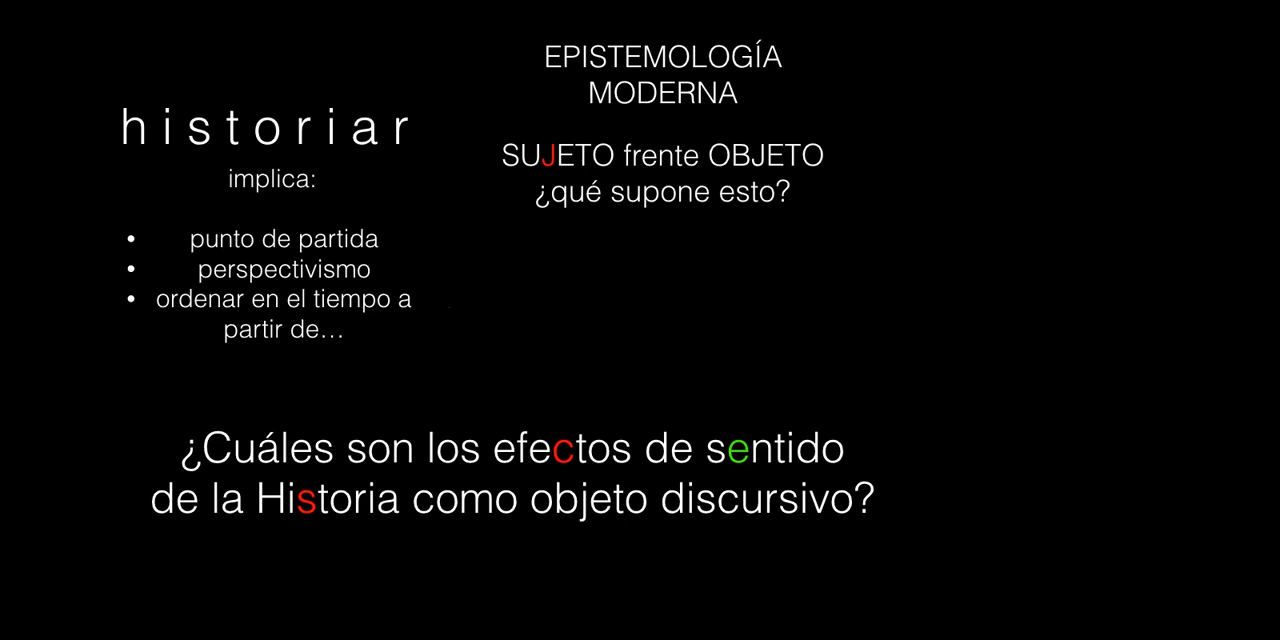 h i s t o r i a r
implica:
• punto de partida
• perspectivismo
• ordenar en el tiempo a
partir de...
EPISTEMOLOGÍA
MODERNA
SUJETO frente OBJETO
¿qué supone esto?
¿Cuáles son los efectos de sentido
de la Historia como objeto discursivo?